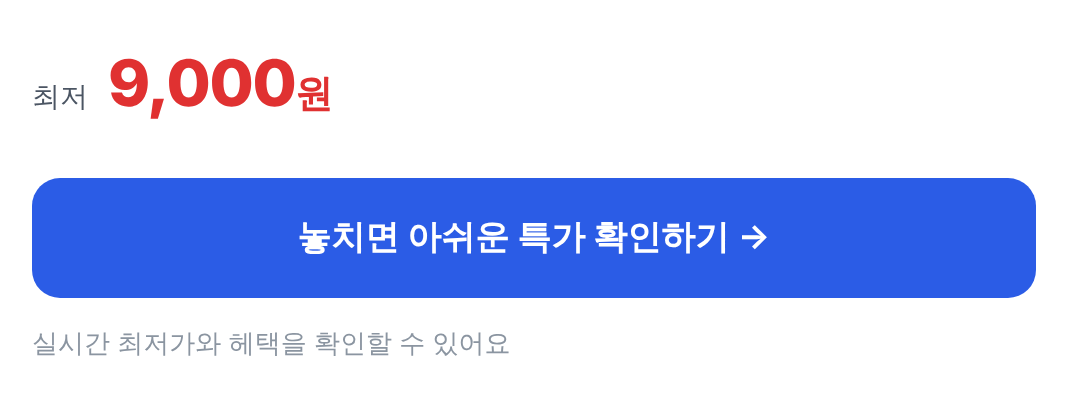 최저 9,000원
놓치면 아쉬운 특가 확인하기 →
실시간 최저가와 혜택을 확인할 수 있어요